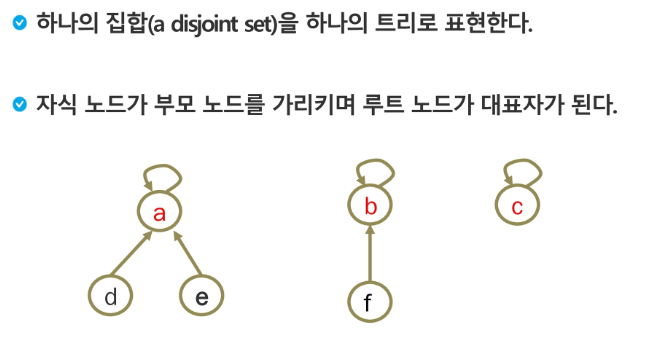 하나의 집합(a disjoint set)을 하나의 트리로 표현한다.
자식 노드가 부모 노드를 가리키며 루트 노드가 대표자가 된다.
a b c
d e f